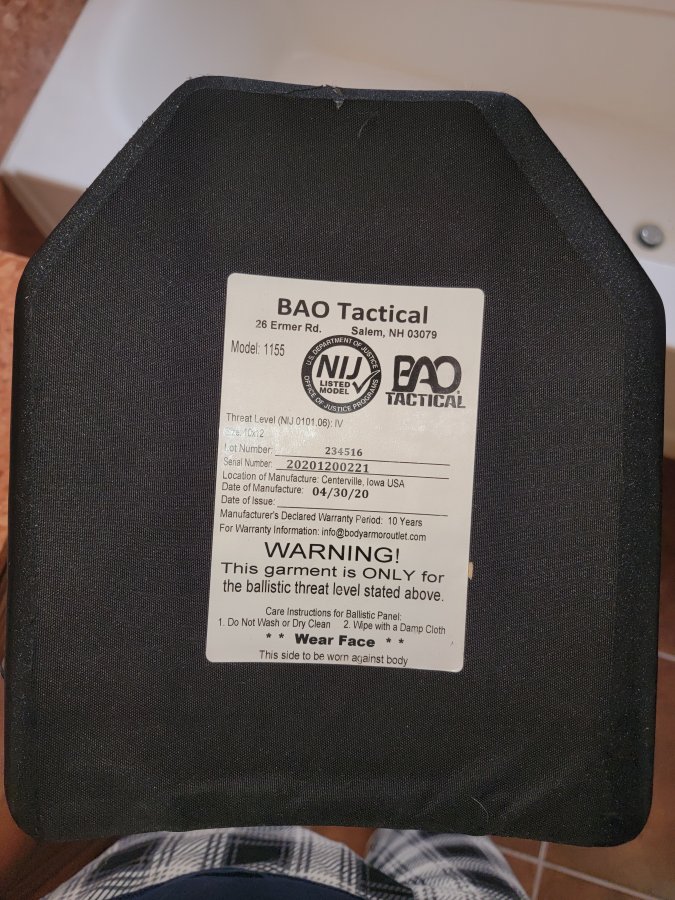 BAO Tactical
26 Ermer Rd. Salem, NH 03079
Model: 1155
U.S. DEPARTMENT OF JUSTICE
NIJ
LISTED
MODEL
OFFICE OF JUSTICE PROGRAMS
BAO
TACTICAL
Threat Level (NIJ 0101.06): IV
Size: 10x12
Lot Number: 234516
Serial Number: 20201200221
Location of Manufacture: Centerville, Iowa USA
Date of Manufacture: 04/30/20
Date of Issue:
Manufacturer's Declared Warranty Period: 10 Years
For Warranty Information: info@bodyarmoroutlet.com
WARNING!
This garment is ONLY for
the ballistic threat level stated above.
Care Instructions for Ballistic Panel:
1. Do Not Wash or Dry Clean 2. Wipe with a Damp Cloth
* * Wear Face * *
This side to be worn against body